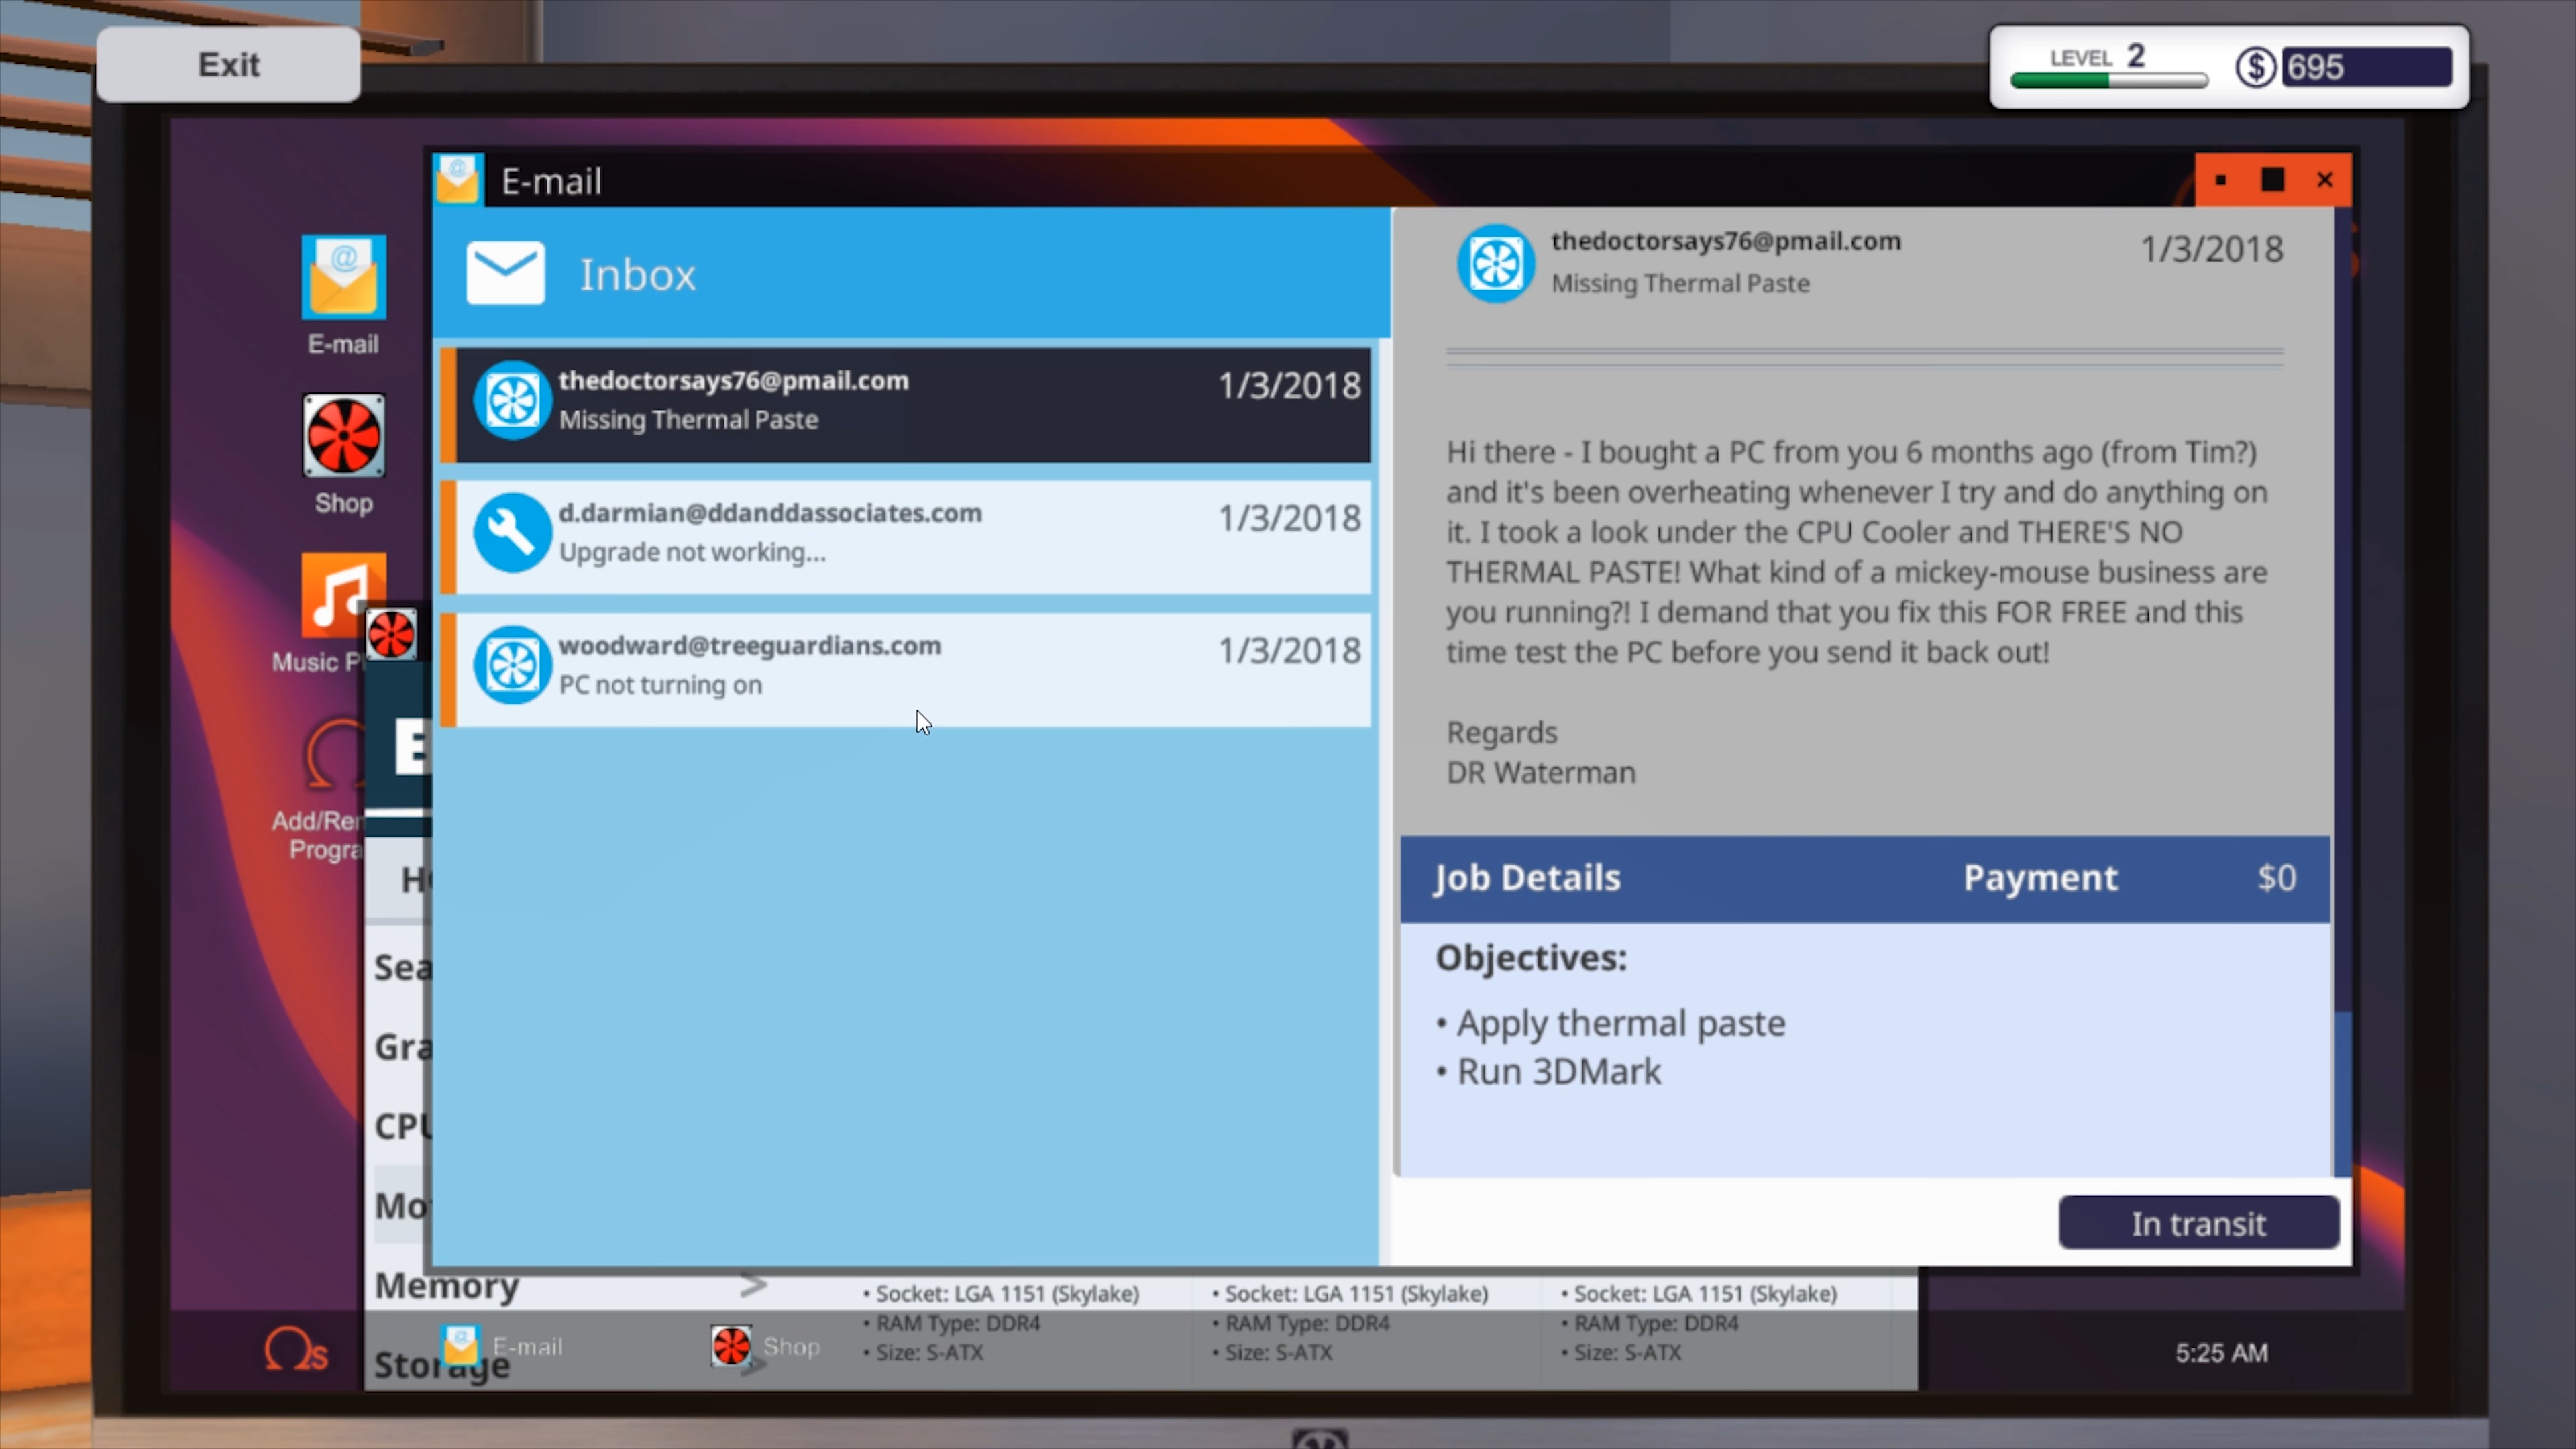 Exit
LEVEL 2
$ 695
E-mail
E-mail
Shop
Inbox
thedoctorsays76@pmail.com
1/3/2018
Missing Thermal Paste
d.darmian@ddanddassociates.com
1/3/2018
Upgrade not working...
woodward@treeguardians.com
1/3/2018
PC not turning on
thedoctorsays76@pmail.com
1/3/2018
Missing Thermal Paste
Hi there - I bought a PC from you 6 months ago (from Tim?)
and it's been overheating whenever I try and do anything on
it. I took a look under the CPU Cooler and THERE'S NO
THERMAL PASTE! What kind of a mickey-mouse business are
you running?! I demand that you fix this FOR FREE and this
time test the PC before you send it back out!
Regards
DR Waterman
Job Details
Payment $0
Objectives:
• Apply thermal paste
• Run 3DMark
In transit
Music
Memory >
Storage >
• Socket: LGA 1151 (Skylake)
• RAM Type: DDR4
• Size: S-ATX
• Socket: LGA 1151 (Skylake)
• RAM Type: DDR4
• Size: S-ATX
• Socket: LGA 1151 (Skylake)
• RAM Type: DDR4
• Size: S-ATX
Ωs
E-mail
Shop
5:25 AM